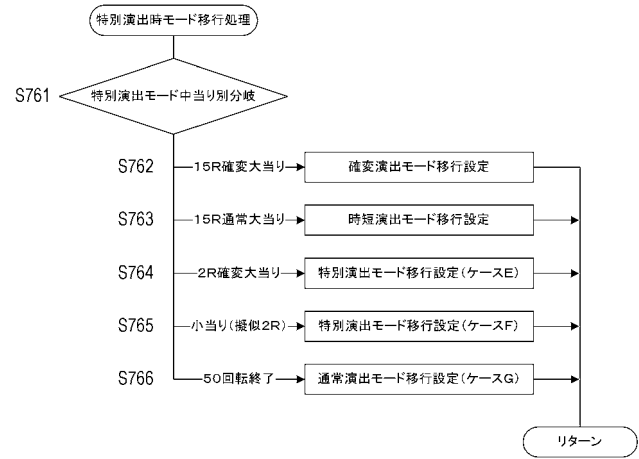 特別演出時モード移行処理
S761
特別演出モード中当り別分岐
S762
15R確変大当り
確変演出モード移行設定
S763
15R通常大当り
時短演出モード移行設定
S764
2R確変大当り
特別演出モード移行設定(ケースE)
S765
小当り(擬似2R)
特別演出モード移行設定(ケースF)
S766
50回転終了
通常演出モード移行設定(ケースG)
リターン